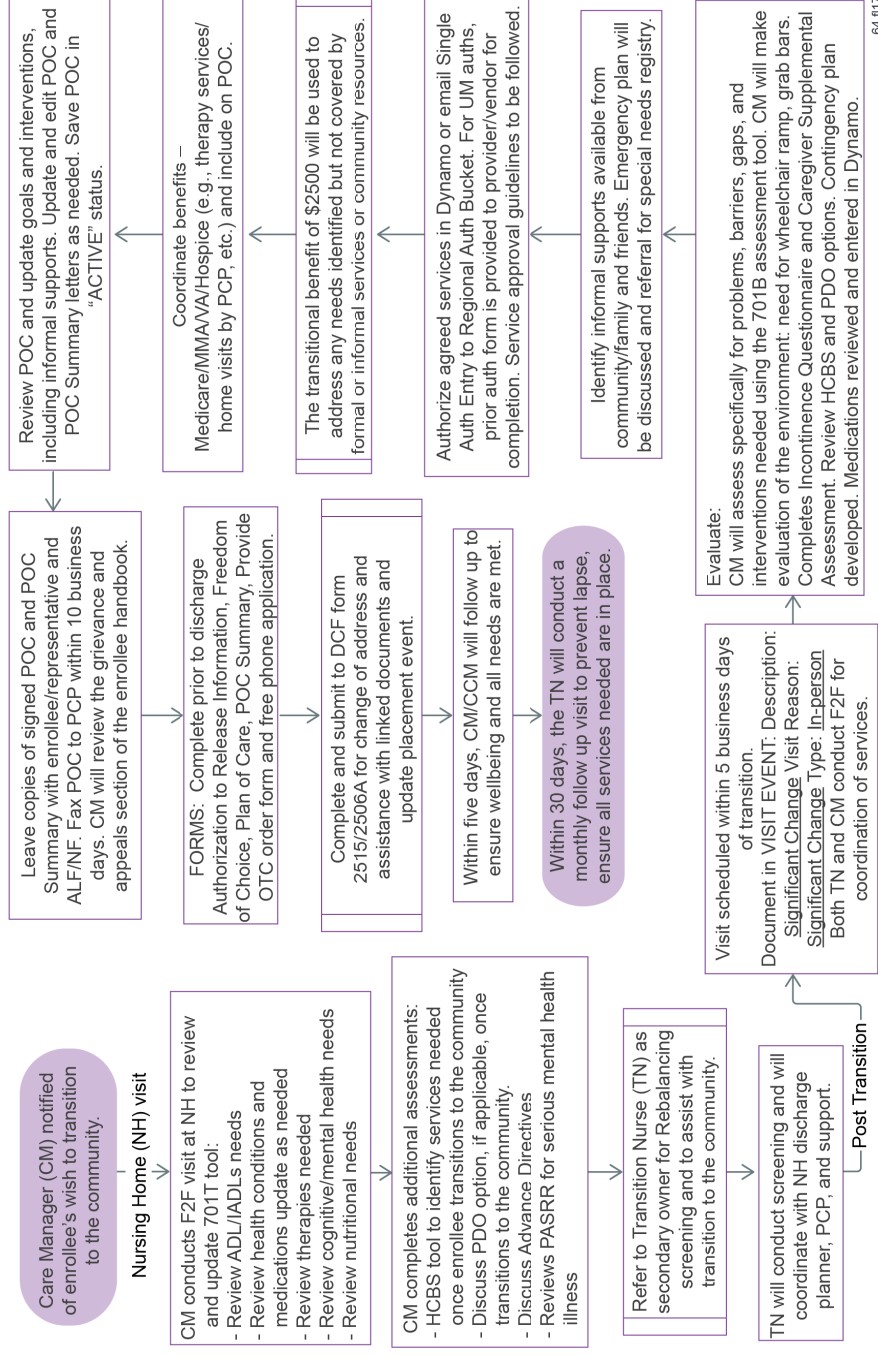 Care Manager (CM) notified
of enrollee's wish to transition
to the community.
Nursing Home (NH) visit
CM conducts F2F visit at NH to review
and update 701T tool:
- Review ADL/IADLs needs
- Review health conditions and
medications update as needed
- Review therapies needed
- Review cognitive/mental health needs
- Review nutritional needs
CM completes additional assessments:
- HCBS tool to identify services needed
once enrollee transitions to the community
- Discuss PDO option, if applicable, once
transitions to the community.
- Discuss Advance Directives
- Reviews PASRR for serious mental health
illness
Refer to Transition Nurse (TN) as
secondary owner for Rebalancing
screening and to assist with
transition to the community.
TN will conduct screening and will
coordinate with NH discharge
planner, PCP, and support.
Post Transition
Visit scheduled within 5 business days
of transition.
Document in VISIT EVENT: Description:
Significant Change Visit Reason:
Significant Change Type: In-person
Both TN and CM conduct F2F for
coordination of services.
Evaluate:
CM will assess specifically for problems, barriers, gaps, and
interventions needed using the 701B assessment tool. CM will make
evaluation of the environment: need for wheelchair ramp, grab bars.
Completes Incontinence Questionnaire and Caregiver Supplemental
Assessment. Review HCBS and PDO options. Contingency plan
developed. Medications reviewed and entered in Dynamo.
Identify informal supports available from
community/family and friends. Emergency plan will
be discussed and referral for special needs registry.
Authorize agreed services in Dynamo or email Single
Auth Entry to Regional Auth Bucket. For UM auths,
prior auth form is provided to provider/vendor for
completion. Service approval guidelines to be followed.
The transitional benefit of $2500 will be used to
address any needs identified but not covered by
formal or informal services or community resources.
Coordinate benefits –
Medicare/MMA/VA/Hospice (e.g., therapy services/
home visits by PCP, etc.) and include on POC.
Review POC and update goals and interventions,
including informal supports. Update and edit POC and
POC Summary letters as needed. Save POC in
"ACTIVE" status.
Leave copies of signed POC and POC
Summary with enrollee/representative and
ALF/NF. Fax POC to PCP within 10 business
days. CM will review the grievance and
appeals section of the enrollee handbook.
FORMS: Complete prior to discharge
Authorization to Release Information, Freedom
of Choice, Plan of Care, POC Summary, Provide
OTC order form and free phone application.
Complete and submit to DCF form
2515/2506A for change of address and
assistance with linked documents and
update placement event.
Within five days, CM/CCM will follow up to
ensure wellbeing and all needs are met.
Within 30 days, the TN will conduct a
monthly follow up visit to prevent lapse,
ensure all services needed are in place.